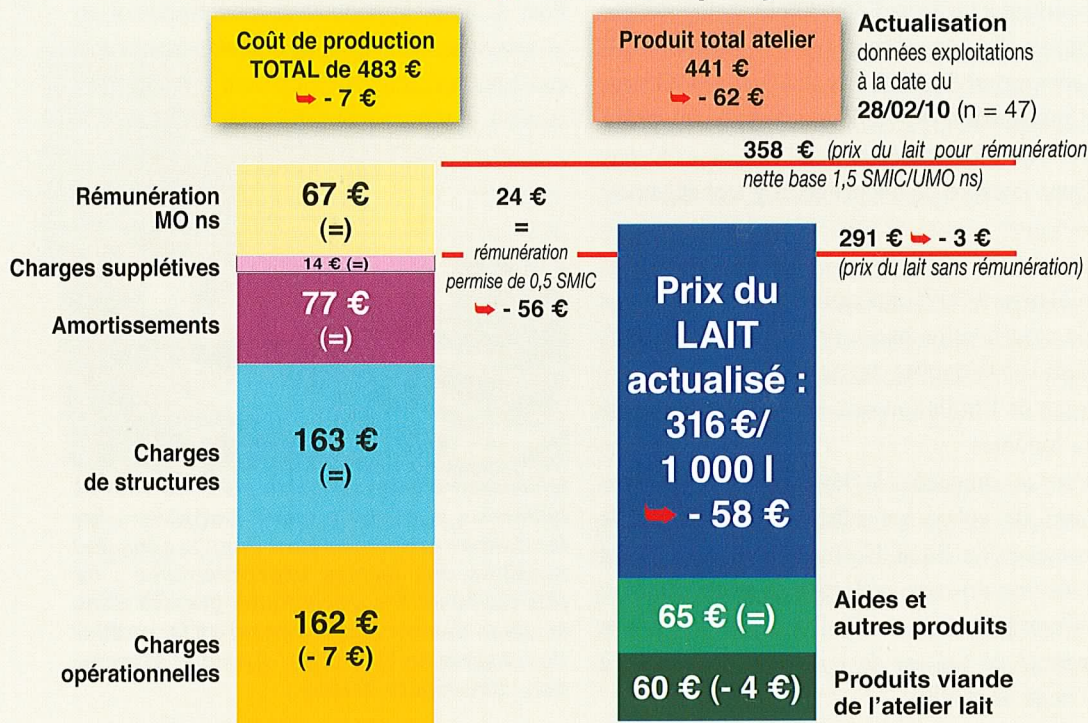 Coût de production
TOTAL de 483 €
➥ - 7 €
Produit total atelier
441 €
➥ - 62 €
Actualisation
données exploitations
à la date du
28/02/10 (n = 47)
358 € (prix du lait pour rémunération
nette base 1,5 SMIC/UMO ns)
Rémunération
MO ns
67 €
(=)
24 €
=
rémunération
permise de 0,5 SMIC
➥ - 56 €
291 € ➥ - 3 €
(prix du lait sans rémunération)
Charges supplétives
14 € (=)
Amortissements
77 €
(=)
Charges
de structures
163 €
(=)
Charges
opérationnelles
162 €
(- 7 €)
Prix du
LAIT
actualisé :
316 €/
1 000 l
➥ - 58 €
65 € (=)
Aides et
autres produits
60 € (- 4 €)
Produits viande
de l'atelier lait